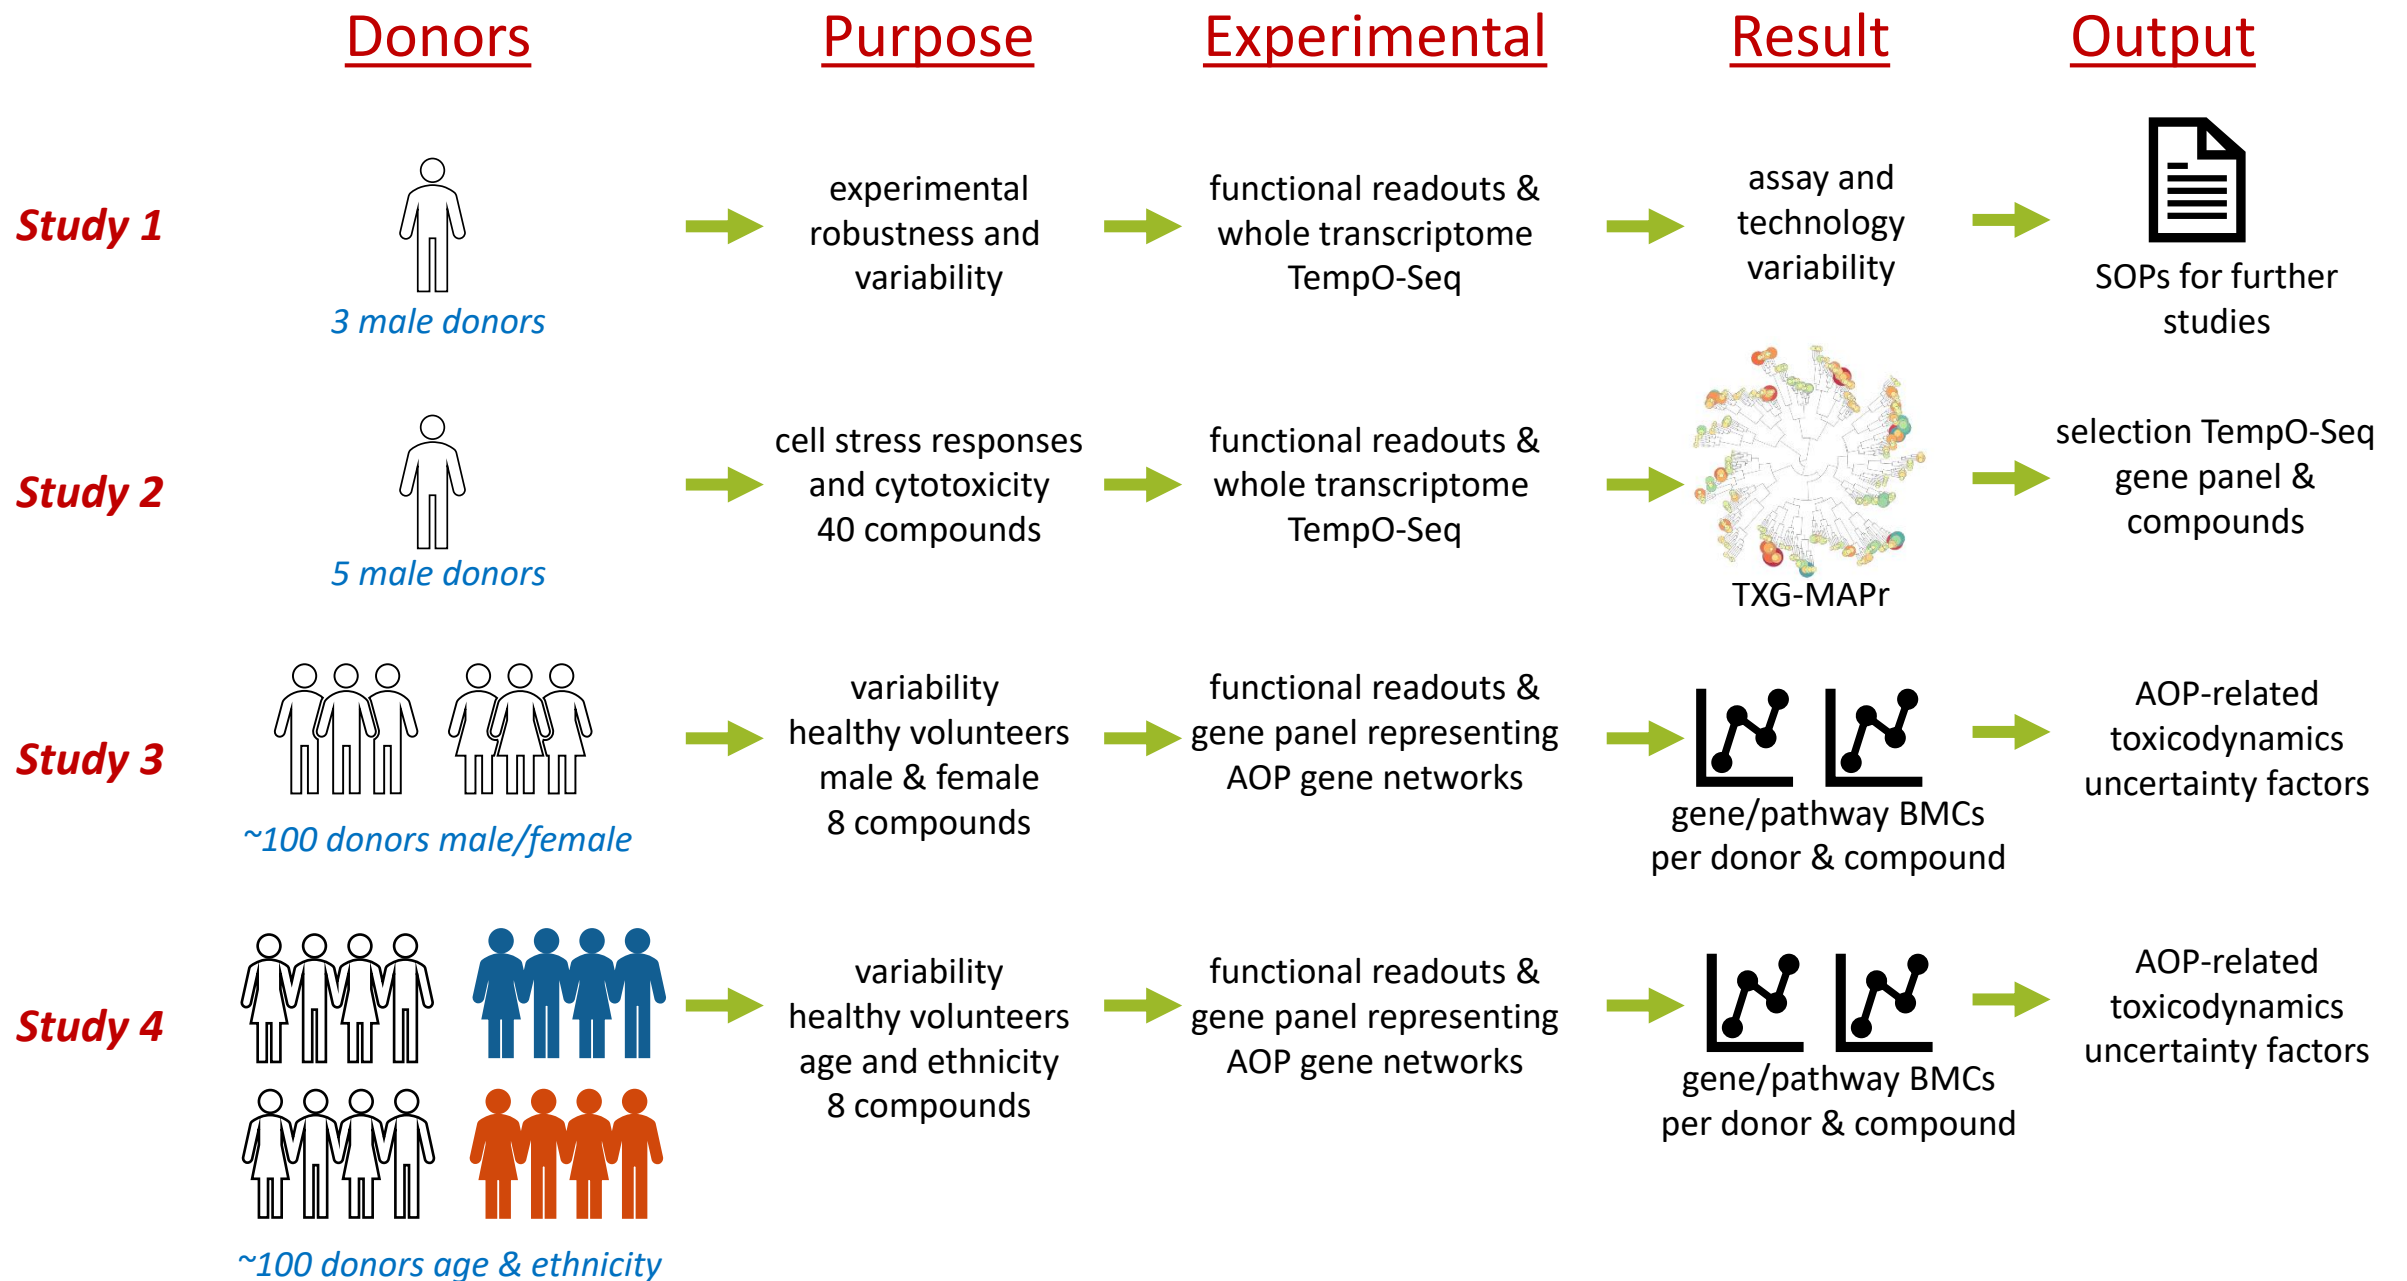 Donors
Purpose
Experimental
Result
Output
Study 1
3 male donors
experimental
robustness and
variability
functional readouts &
whole transcriptome
TempO-Seq
assay and
technology
variability
SOPs for further
studies
Study 2
5 male donors
cell stress responses
and cytotoxicity
40 compounds
functional readouts &
whole transcriptome
TempO-Seq
TXG-MAPr
selection TempO-Seq
gene panel &
compounds
Study 3
~100 donors male/female
variability
healthy volunteers
male & female
8 compounds
functional readouts &
gene panel representing
AOP gene networks
gene/pathway BMCs
per donor & compound
AOP-related
toxicodynamics
uncertainty factors
Study 4
~100 donors age & ethnicity
variability
healthy volunteers
age and ethnicity
8 compounds
functional readouts &
gene panel representing
AOP gene networks
gene/pathway BMCs
per donor & compound
AOP-related
toxicodynamics
uncertainty factors